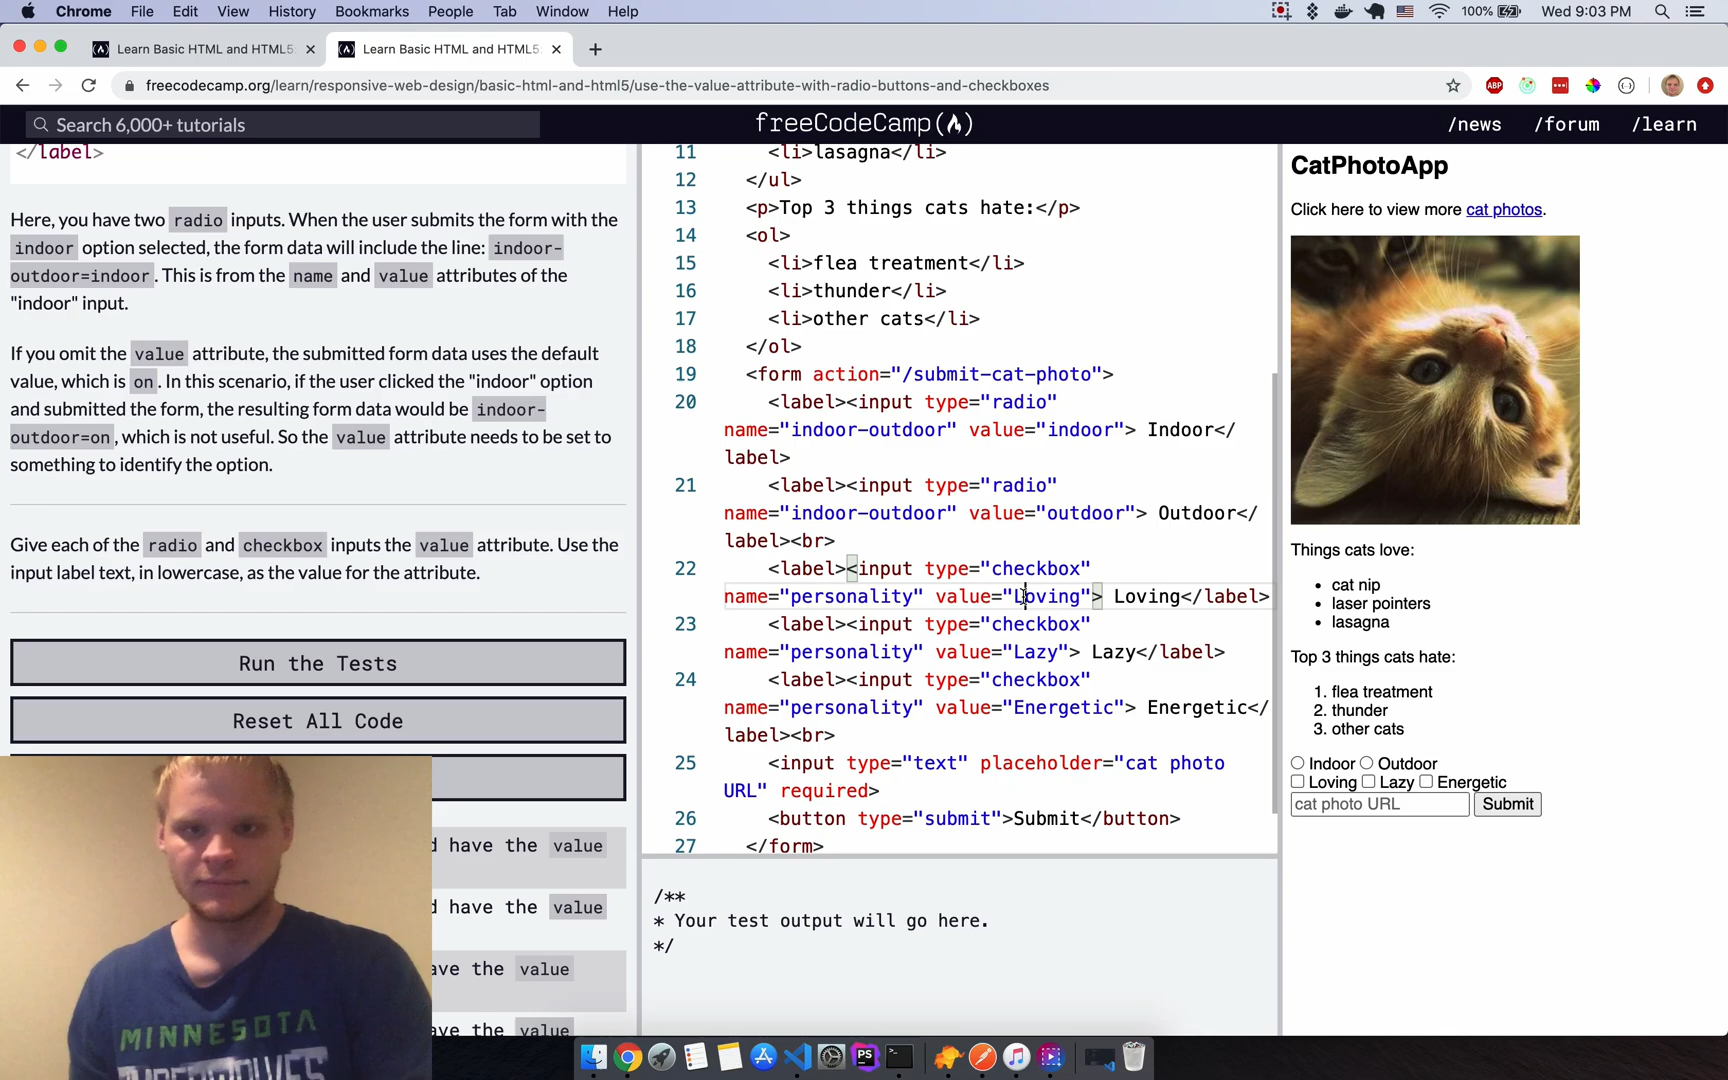 Chrome File Edit View History Bookmarks People Tab Window Help 100% Wed 9:03 PM
Learn Basic HTML and HTML5: Learn Basic HTML and HTML5:
freecodecamp.org/learn/responsive-web-design/basic-html-and-html5/use-the-value-attribute-with-radio-buttons-and-checkboxes
ABP
Search 6,000+ tutorials
freeCodeCamp
/news /forum /learn
</label>
Here, you have two radio inputs. When the user submits the form with the
indoor option selected, the form data will include the line: indoor-
outdoor=indoor. This is from the name and value attributes of the
"indoor" input.
If you omit the value attribute, the submitted form data uses the default
value, which is on. In this scenario, if the user clicked the "indoor" option
and submitted the form, the resulting form data would be indoor-
outdoor=on, which is not useful. So the value attribute needs to be set to
something to identify the option.
Give each of the radio and checkbox inputs the value attribute. Use the
input label text, in lowercase, as the value for the attribute.
Run the Tests
Reset All Code
have the value
have the value
have the value
ave the value
MINNESOTA
11 <li>lasagna</li>
12 </ul>
13 <p>Top 3 things cats hate:</p>
14 <ol>
15 <li>flea treatment</li>
16 <li>thunder</li>
17 <li>other cats</li>
18 </ol>
19 <form action="/submit-cat-photo">
20 <label><input type="radio"
name="indoor-outdoor" value="indoor"> Indoor</
label>
21 <label><input type="radio"
name="indoor-outdoor" value="outdoor"> Outdoor</
label><br>
22 <label><input type="checkbox"
name="personality" value="Loving"> Loving</label>
23 <label><input type="checkbox"
name="personality" value="Lazy"> Lazy</label>
24 <label><input type="checkbox"
name="personality" value="Energetic"> Energetic</
label><br>
25 <input type="text" placeholder="cat photo
URL" required>
26 <button type="submit">Submit</button>
27 </form>
/**
* Your test output will go here.
*/
CatPhotoApp
Click here to view more cat photos.
Things cats love:
• cat nip
• laser pointers
• lasagna
Top 3 things cats hate:
1. flea treatment
2. thunder
3. other cats
Indoor Outdoor
Loving Lazy Energetic
cat photo URL Submit
PS